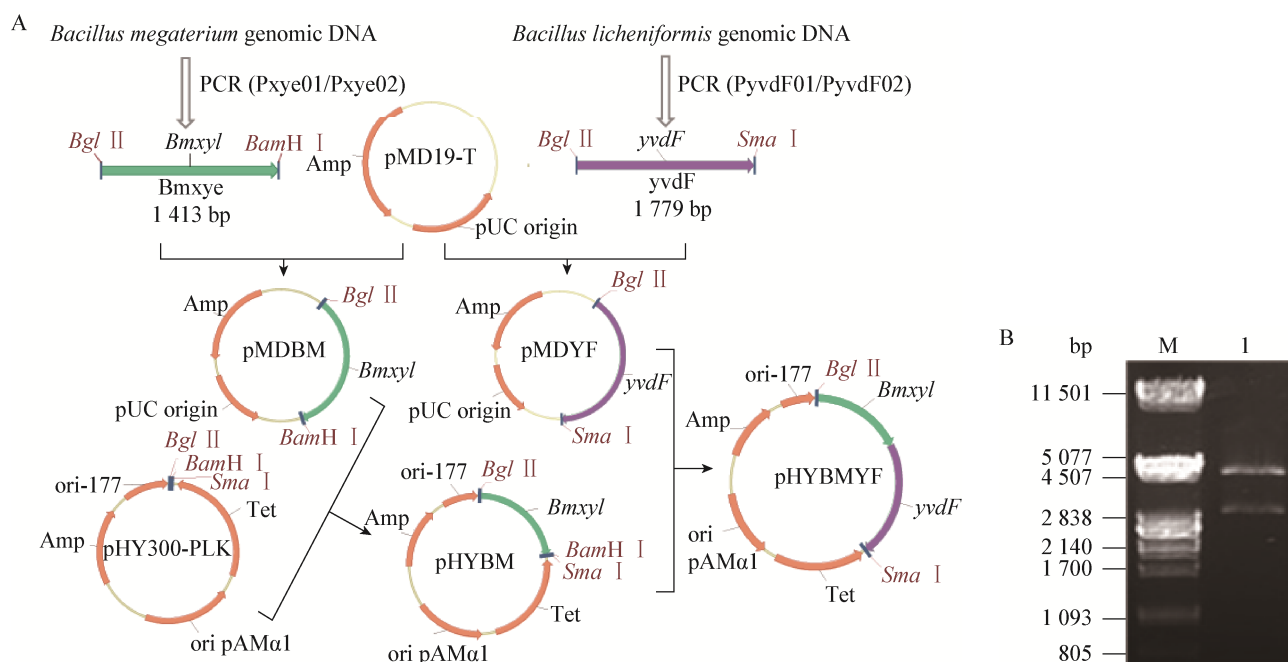 A
Bacillus megaterium genomic DNA
Bacillus licheniformis genomic DNA
PCR (Pxye01/Pxye02)
PCR (PyvdF01/PyvdF02)
Bgl Ⅱ
Bmxyl
BamH Ⅰ
Bmxye
1 413 bp
Amp
pMD19-T
pUC origin
Bgl Ⅱ
yvdF
Sma Ⅰ
yvdF
1 779 bp
Amp
Bgl Ⅱ
pMDBM
Bmxyl
pUC origin
BamH Ⅰ
Amp
Bgl Ⅱ
pMDYF
yvdF
pUC origin
Sma Ⅰ
Bgl Ⅱ
BamH Ⅰ
Sma Ⅰ
ori-177
Tet
Amp
pHY300-PLK
ori pAMα1
ori-177
Bgl Ⅱ
Amp
Bmxyl
pHYBM
BamH Ⅰ
Sma Ⅰ
Tet
ori pAMα1
ori-177
Bgl Ⅱ
Bmxyl
Amp
pHYBMYF
yvdF
ori
pAMα1
Sma Ⅰ
Tet
B
bp
M
1
11 501
5 077
4 507
2 838
2 140
1 700
1 093
805